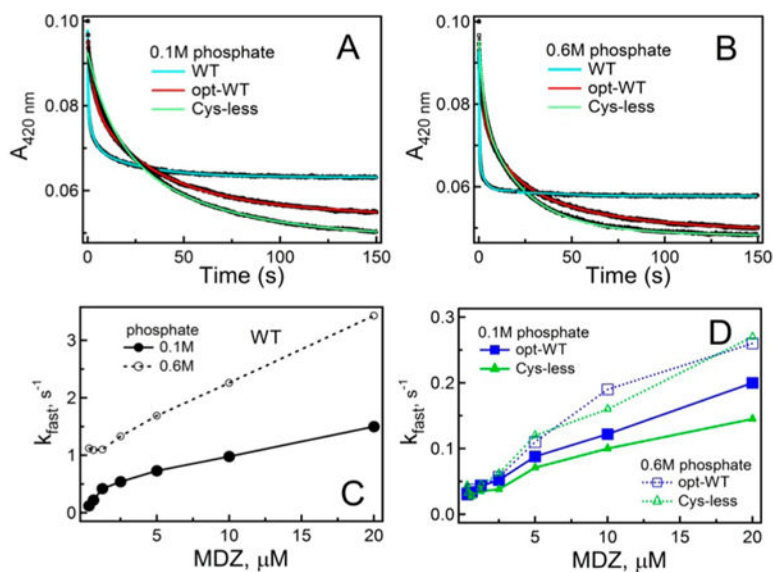 A
0.1M phosphate
WT
opt-WT
Cys-less
A420 nm
0.10
0.08
0.06
0
50
100
150
Time (s)
B
0.6M phosphate
WT
opt-WT
Cys-less
A420 nm
0.10
0.08
0.06
0
50
100
150
Time (s)
phosphate
0.1M
0.6M
WT
C
kfast, s-1
3
2
1
0
5
10
15
20
MDZ, μM
D
0.1M phosphate
opt-WT
Cys-less
0.6M phosphate
opt-WT
Cys-less
kfast, s-1
0.3
0.2
0.1
0.0
5
10
15
20
MDZ, μM